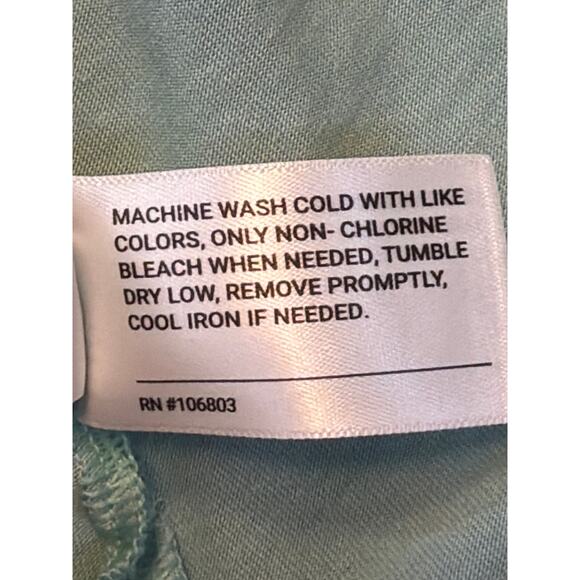 MACHINE WASH COLD WITH LIKE
COLORS, ONLY NON- CHLORINE
BLEACH WHEN NEEDED, TUMBLE
DRY LOW, REMOVE PROMPTLY,
COOL IRON IF NEEDED.
RN #106803